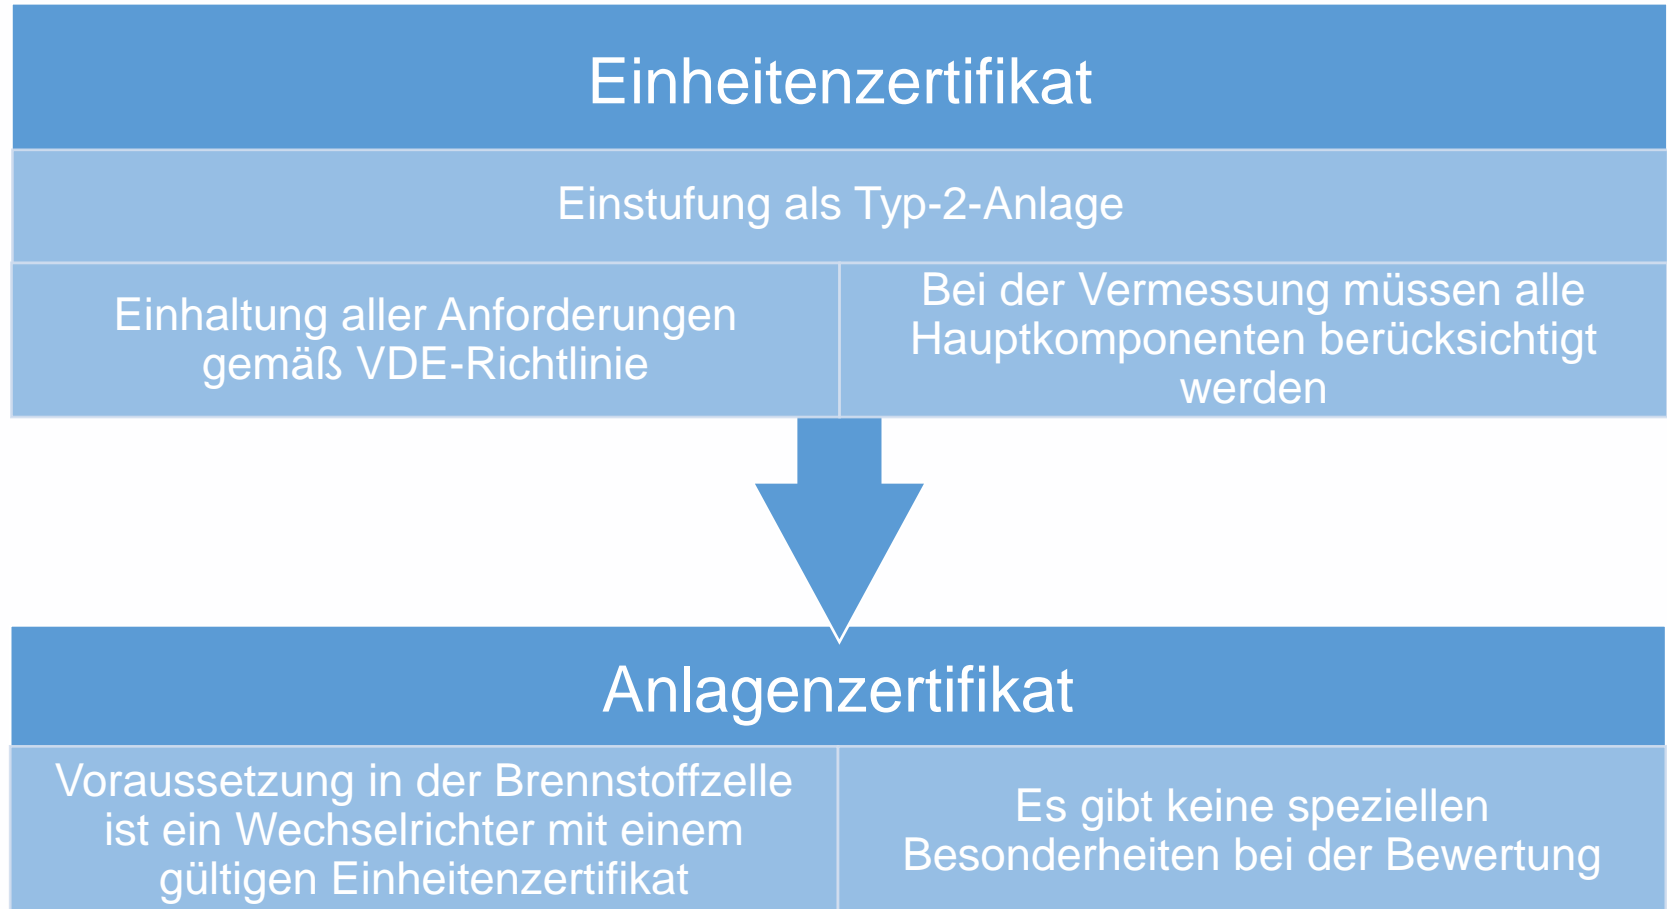 Einheitenzertifikat
Einstufung als Typ-2-Anlage
Einhaltung aller Anforderungen
gemäß VDE-Richtlinie
Bei der Vermessung müssen alle
Hauptkomponenten berücksichtigt
werden
Anlagenzertifikat
Voraussetzung in der Brennstoffzelle
ist ein Wechselrichter mit einem
gültigen Einheitenzertifikat
Es gibt keine speziellen
Besonderheiten bei der Bewertung